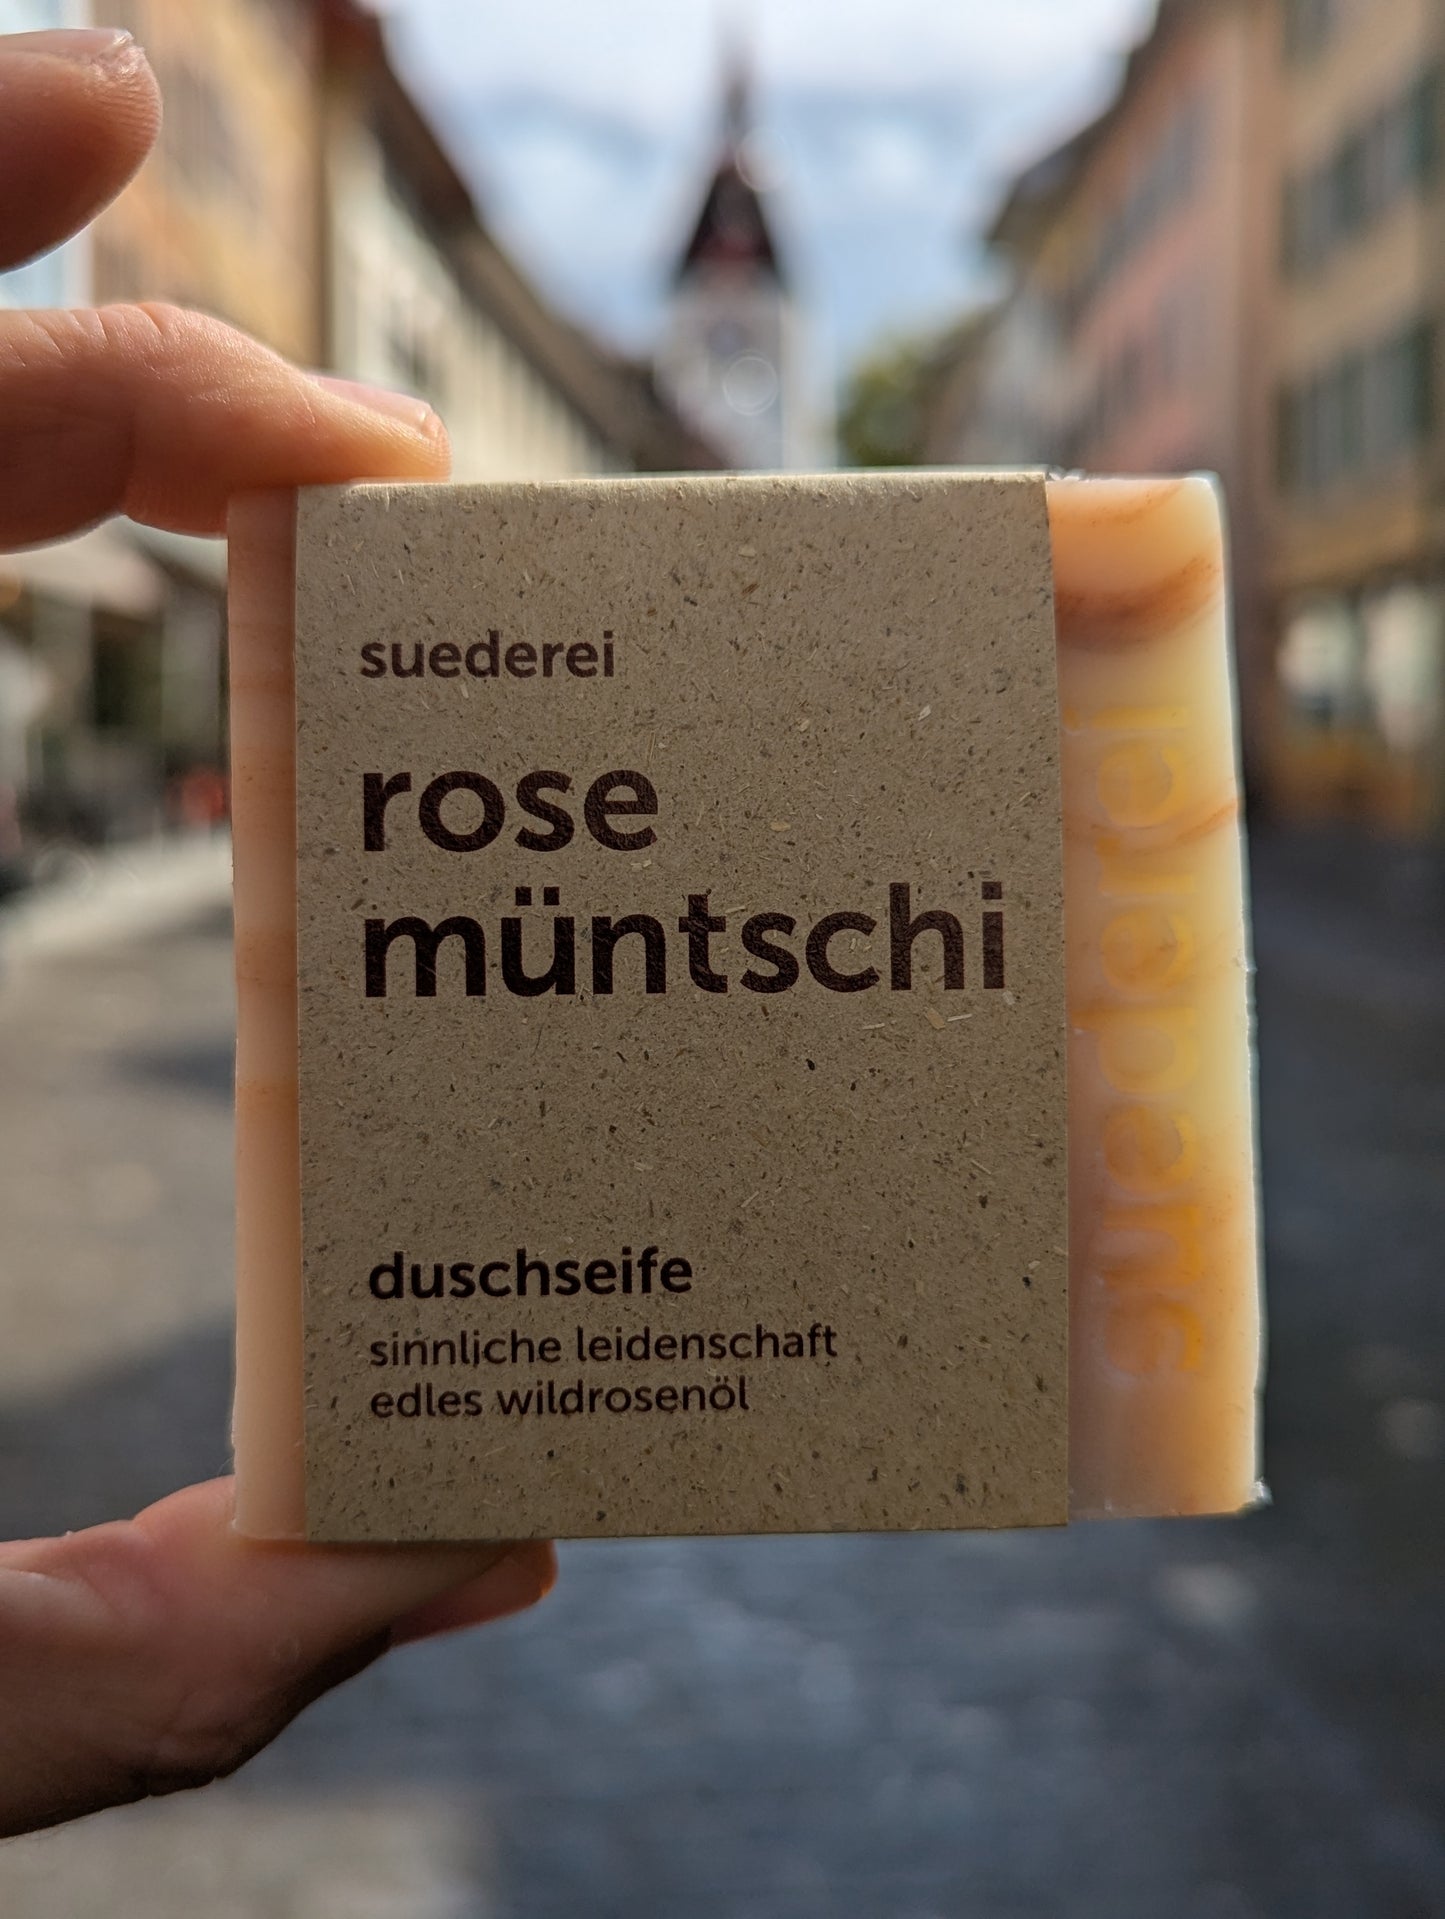 suederei
rose
müntschi
duschseife
sinnliche leidenschaft
edles wildrosenöl
suederei